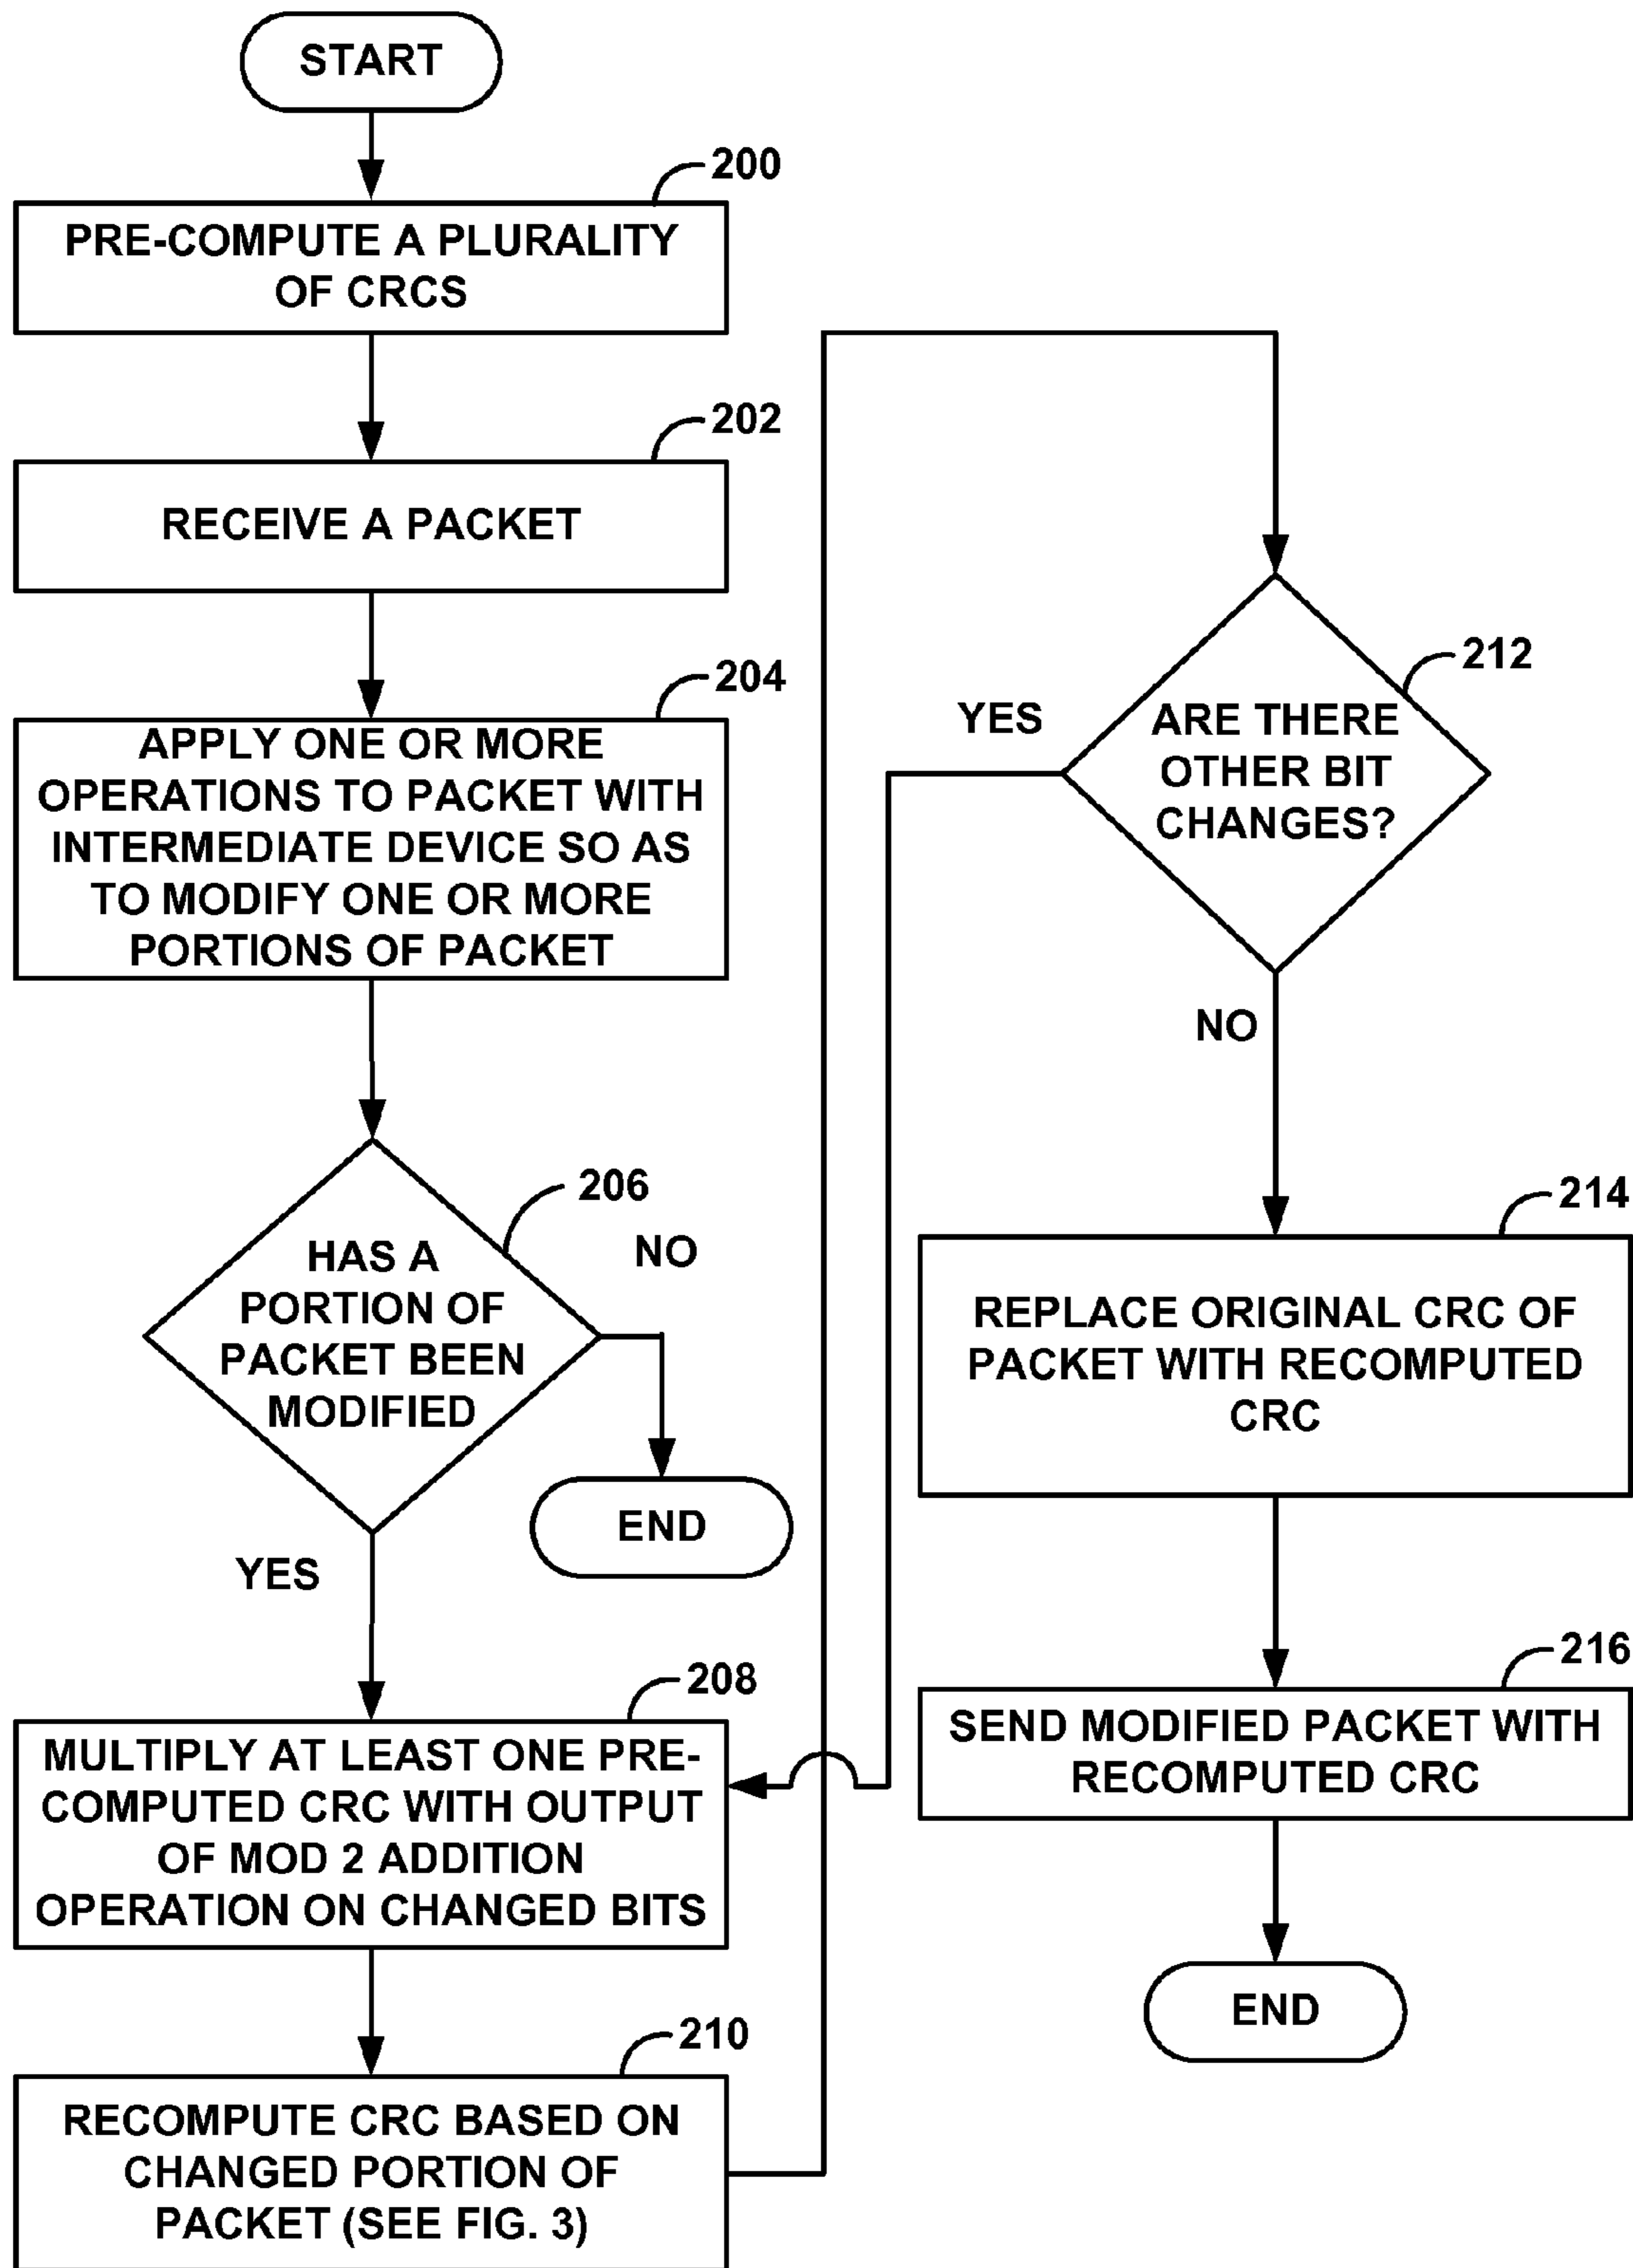 START
200
PRE-COMPUTE A PLURALITY
OF CRCS
202
RECEIVE A PACKET
204
APPLY ONE OR MORE
OPERATIONS TO PACKET WITH
INTERMEDIATE DEVICE SO AS
TO MODIFY ONE OR MORE
PORTIONS OF PACKET
206
HAS A
PORTION OF
PACKET BEEN
MODIFIED
NO
END
YES
208
MULTIPLY AT LEAST ONE PRE-
COMPUTED CRC WITH OUTPUT
OF MOD 2 ADDITION
OPERATION ON CHANGED BITS
210
RECOMPUTE CRC BASED ON
CHANGED PORTION OF
PACKET (SEE FIG. 3)
212
ARE THERE
OTHER BIT
CHANGES?
YES
NO
214
REPLACE ORIGINAL CRC OF
PACKET WITH RECOMPUTED
CRC
216
SEND MODIFIED PACKET WITH
RECOMPUTED CRC
END